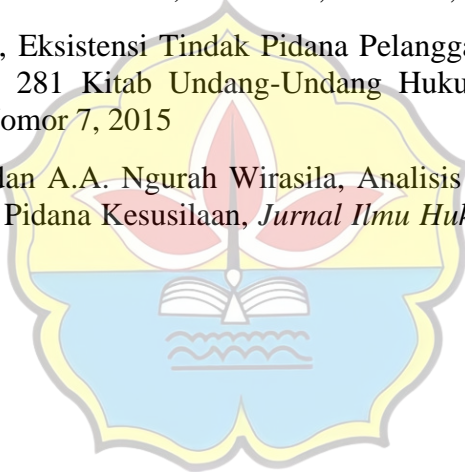 , Eksistensi Tindak Pidana Pelangga
281 Kitab Undang-Undang Huku
omor 7, 2015
dan A.A. Ngurah Wirasila, Analisis
Pidana Kesusilaan, Jurnal Ilmu Huk